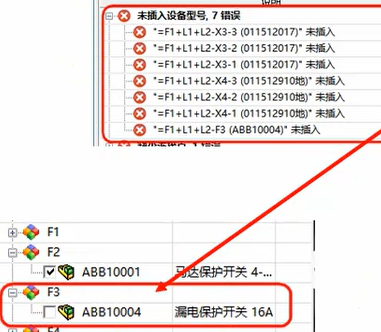 说明
未插入设备型号, 7 错误
"=F1+L1+L2-X3-3 (011512017)" 未插入
"=F1+L1+L2-X3-2 (011512017)" 未插入
"=F1+L1+L2-X3-1 (011512017)" 未插入
"=F1+L1+L2-X4-3 (011512910地)" 未插入
"=F1+L1+L2-X4-2 (011512910地)" 未插入
"=F1+L1+L2-X4-1 (011512910地)" 未插入
"=F1+L1+L2-F3 (ABB10004)" 未插入
F1
F2
ABB10001 马达保护开关 4-...
F3
ABB10004 漏电保护开关 16A
F4